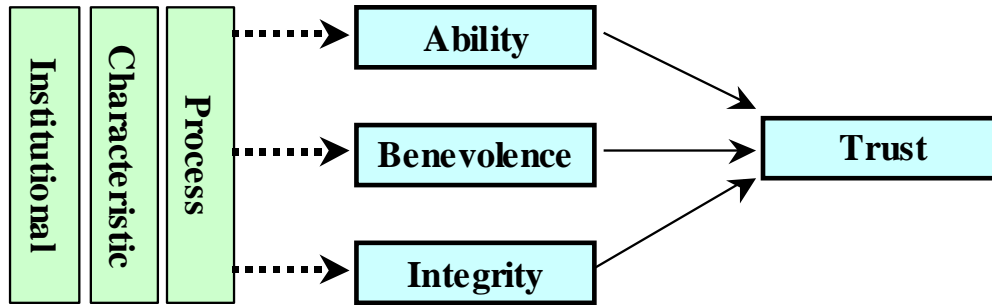 Institutional
Characteristic
Process
Ability
Benevolence
Integrity
Trust